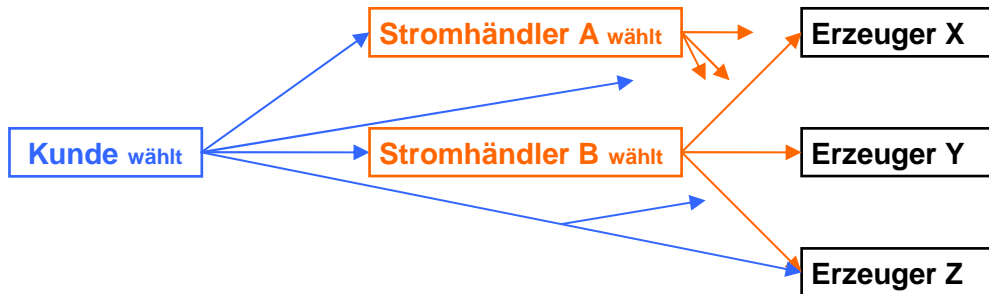 Stromhändler A wählt
Erzeuger X
Kunde wählt
Stromhändler B wählt
Erzeuger Y
Erzeuger Z